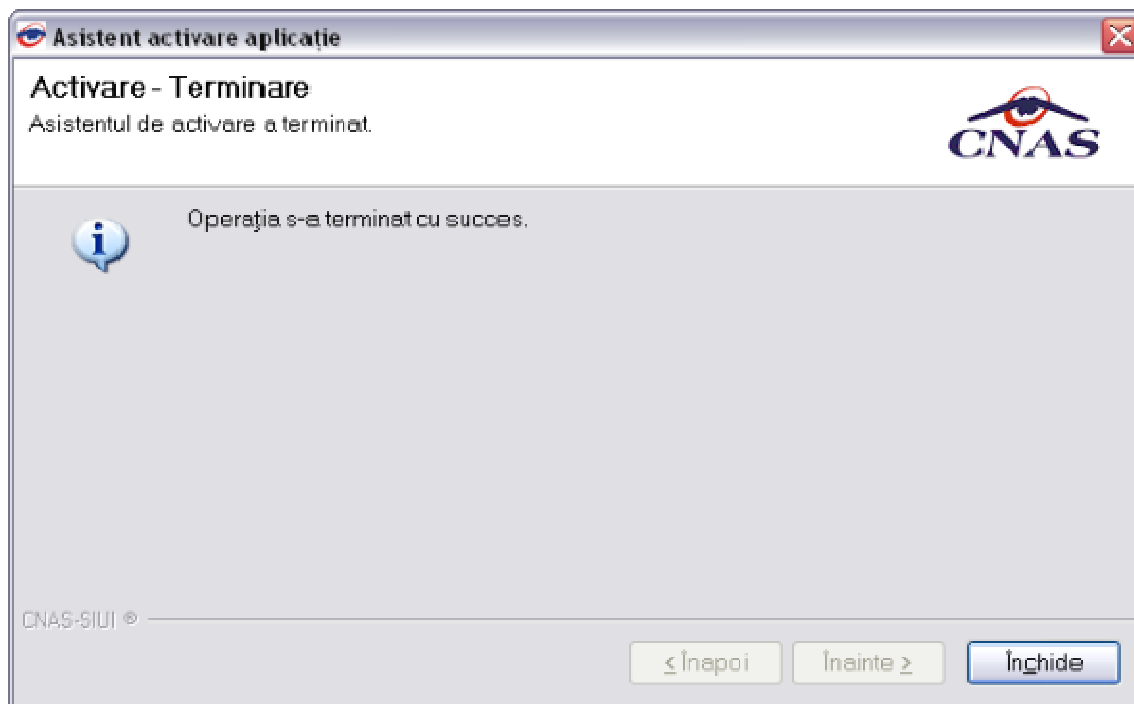 Asistent activare aplicație
Activare - Terminare
Asistentul de activare a terminat.
CNAS
Operația s-a terminat cu succes.
CNAS-SIUI ®
< Înapoi
Înainte >
Închide